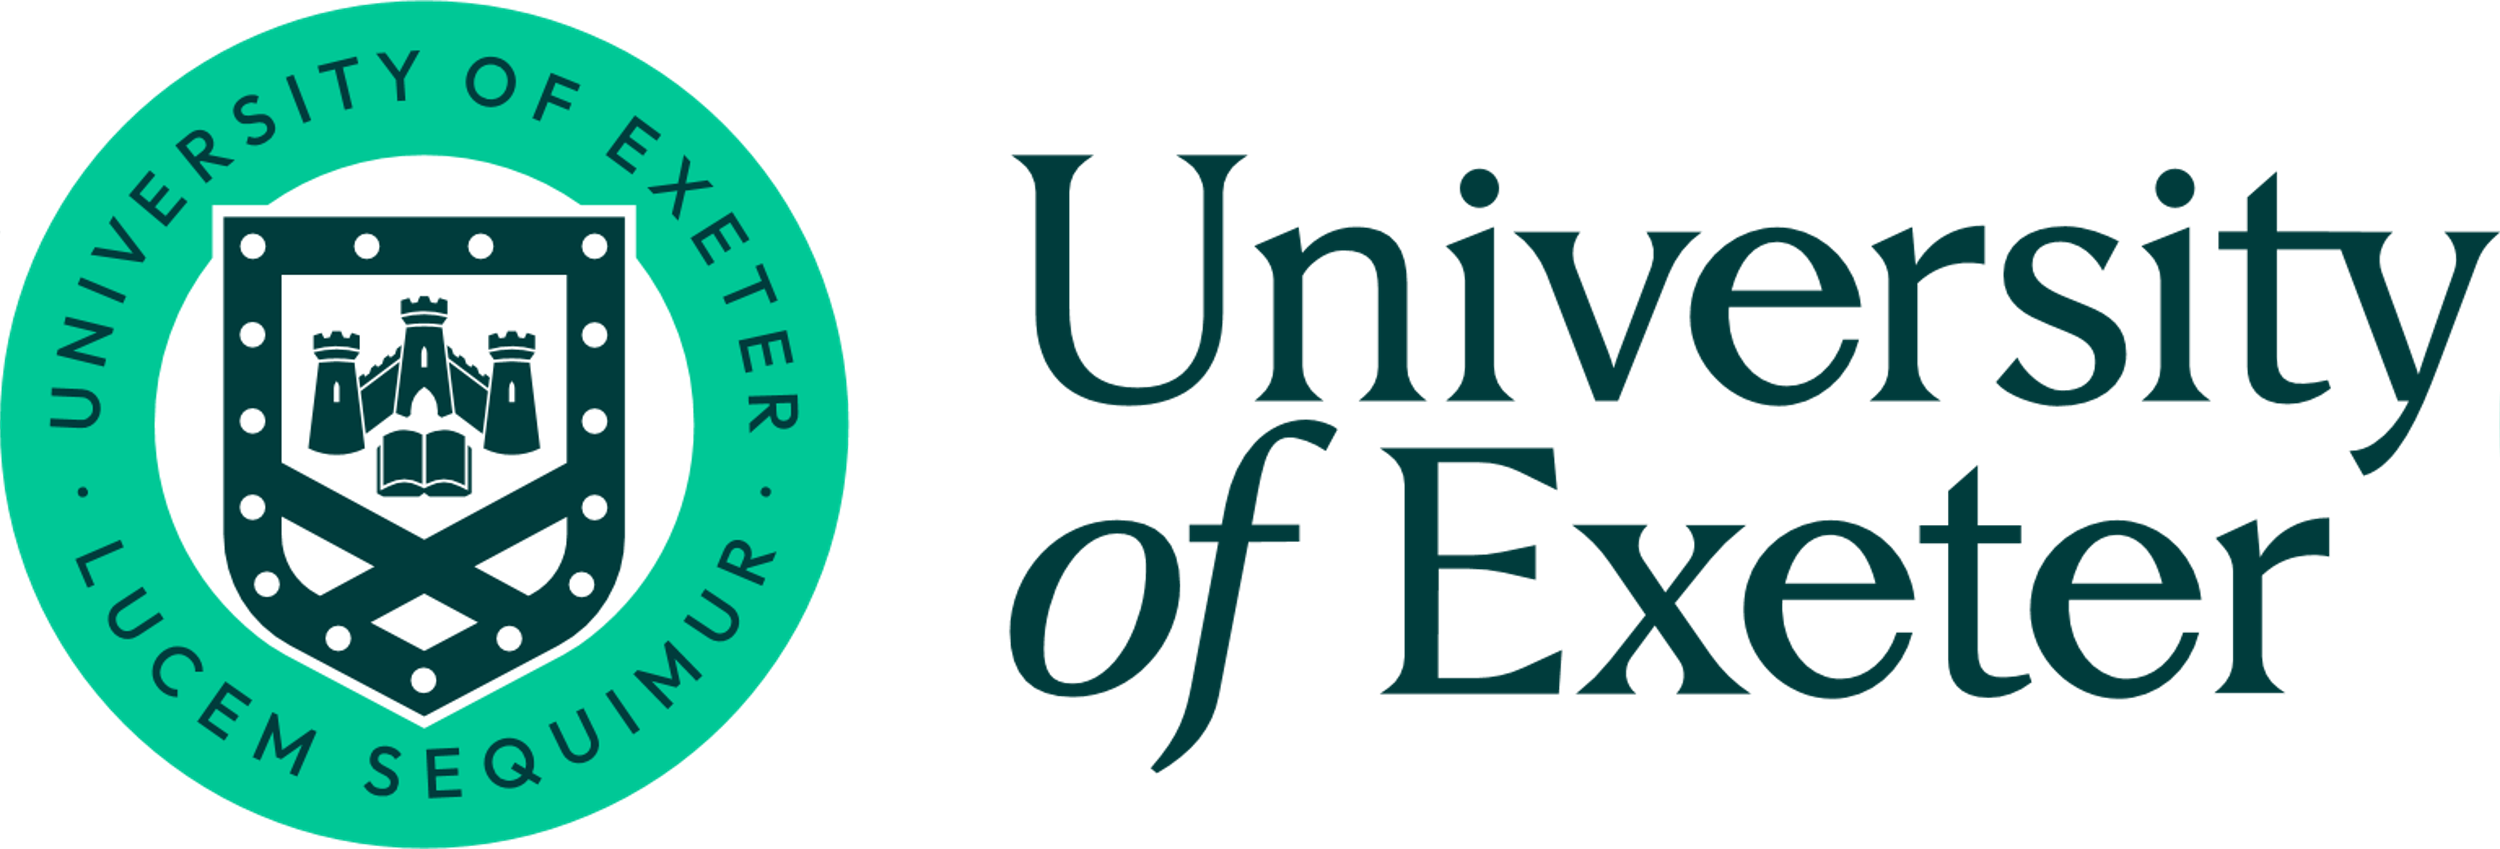 UNIVERSITY OF EXETER
· LUCEM SEQUIMUR ·
University
of Exeter